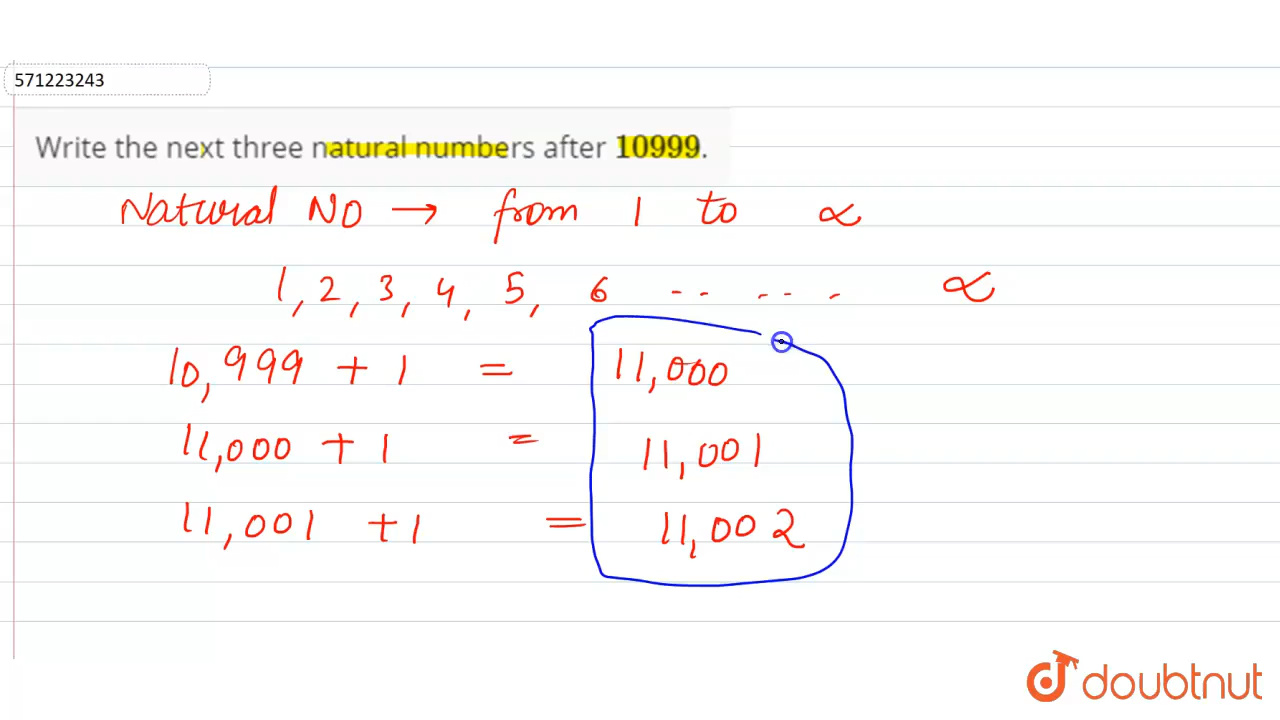 571223243
Write the next three natural numbers after 10999.
Natural No → from 1 to ∝
1, 2, 3, 4, 5, 6 -- -- - ∝
10,999 + 1 = 11,000
11,000 + 1 = 11,001
11,001 +1 = 11,002
doubtnut